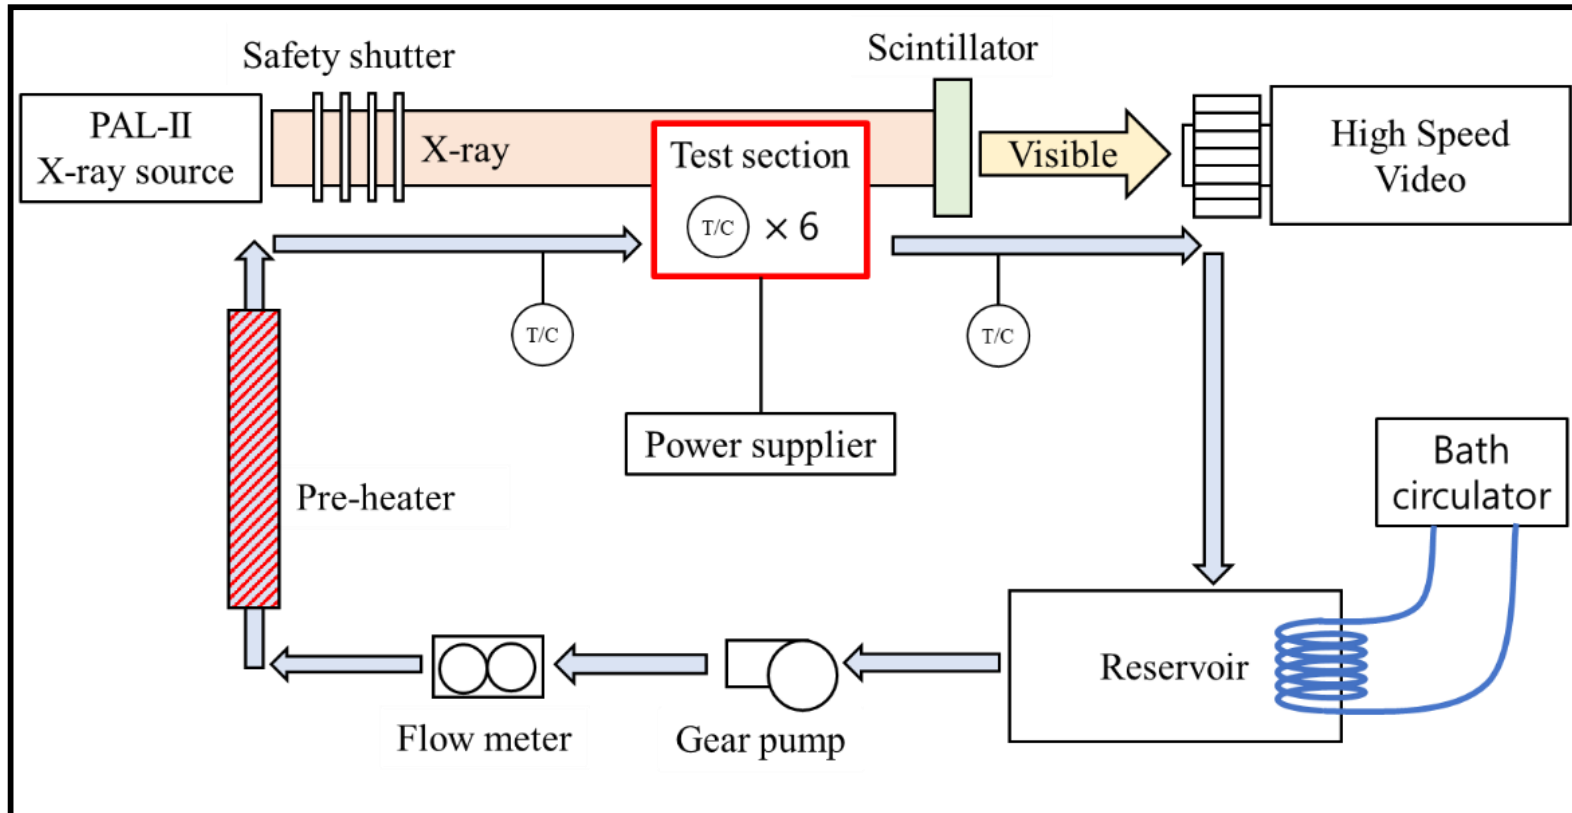 Safety shutter
Scintillator
PAL-II
X-ray source
X-ray
Test section
T/C × 6
Visible
High Speed
Video
T/C
T/C
Power supplier
Pre-heater
Bath
circulator
Reservoir
Flow meter
Gear pump